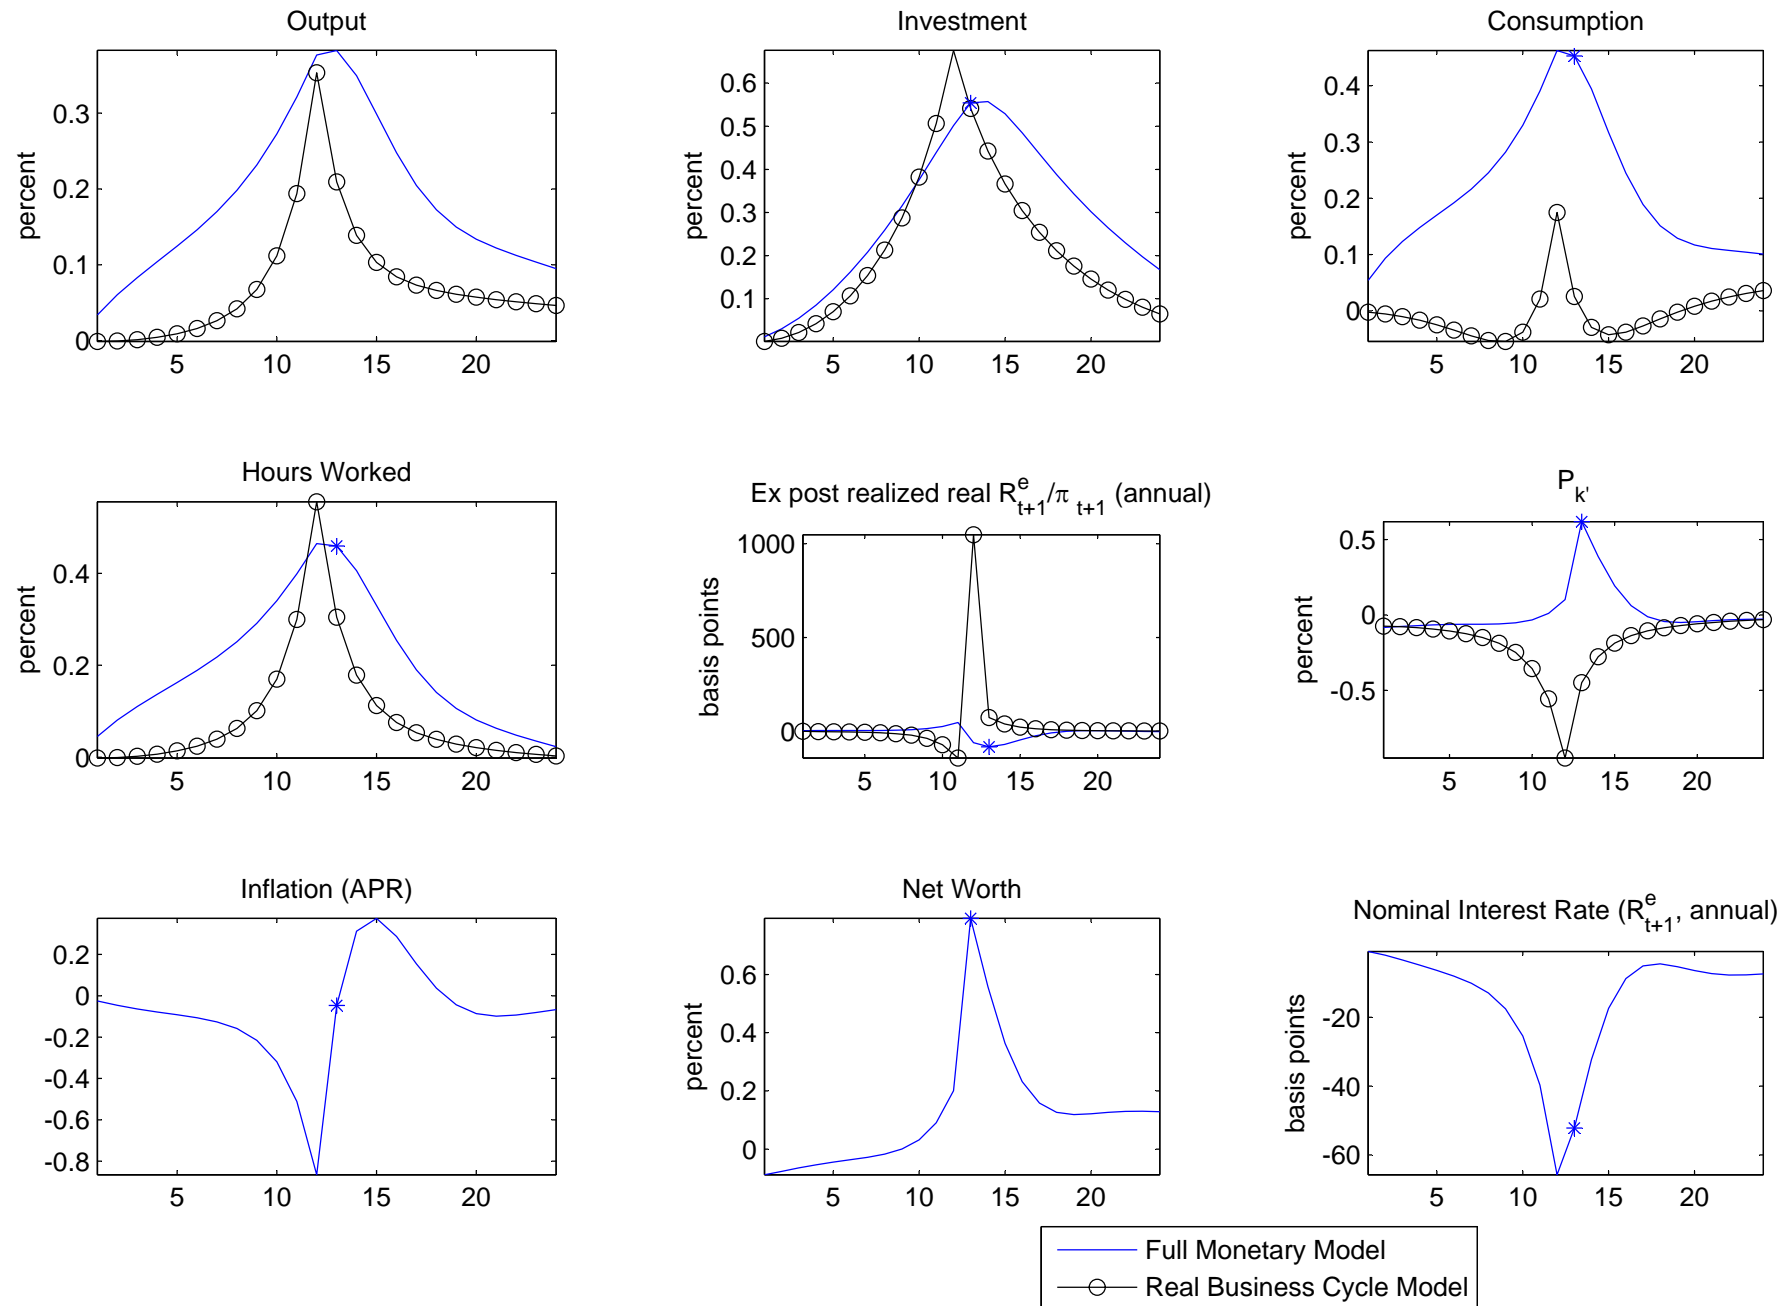 Output
Investment
Consumption
0.3
0.2
0.1
0
percent
5 10 15 20
0.6
0.5
0.4
0.3
0.2
0.1
percent
5 10 15 20
0.4
0.3
0.2
0.1
0
percent
5 10 15 20
Hours Worked
Ex post realized real R^e_{t+1}/π_{t+1} (annual)
P_{k'}
0.4
0.2
0
percent
5 10 15 20
1000
500
0
basis points
5 10 15 20
0.5
0
-0.5
percent
5 10 15 20
Inflation (APR)
Net Worth
Nominal Interest Rate (R^e_{t+1}, annual)
0.2
0
-0.2
-0.4
-0.6
-0.8
5 10 15 20
0.6
0.4
0.2
0
percent
5 10 15 20
-20
-40
-60
basis points
5 10 15 20
Full Monetary Model
Real Business Cycle Model